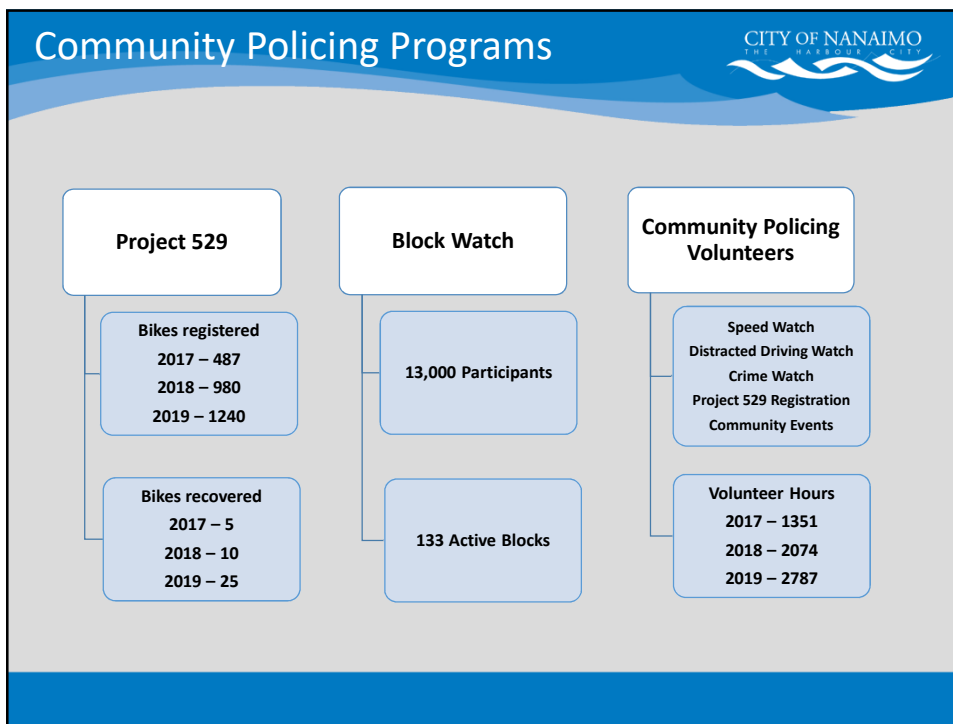 Community Policing Programs
CITY OF NANAIMO
THE HARBOUR CITY
Project 529
Bikes registered
2017 – 487
2018 – 980
2019 – 1240
Bikes recovered
2017 – 5
2018 – 10
2019 – 25
Block Watch
13,000 Participants
133 Active Blocks
Community Policing
Volunteers
Speed Watch
Distracted Driving Watch
Crime Watch
Project 529 Registration
Community Events
Volunteer Hours
2017 – 1351
2018 – 2074
2019 – 2787